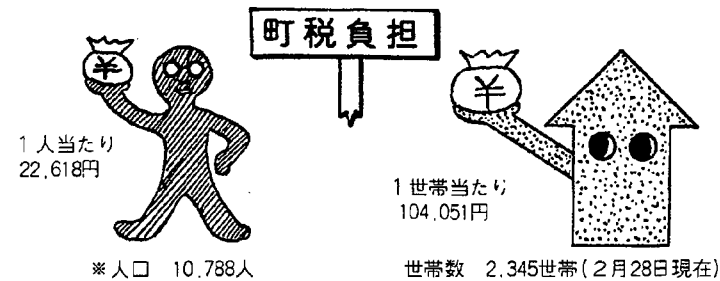 町税負担
¥
1人当たり
22,618円
※人口 10,788人
¥
1世帯当たり
104,051円
世帯数 2,345世帯(2月28日現在)